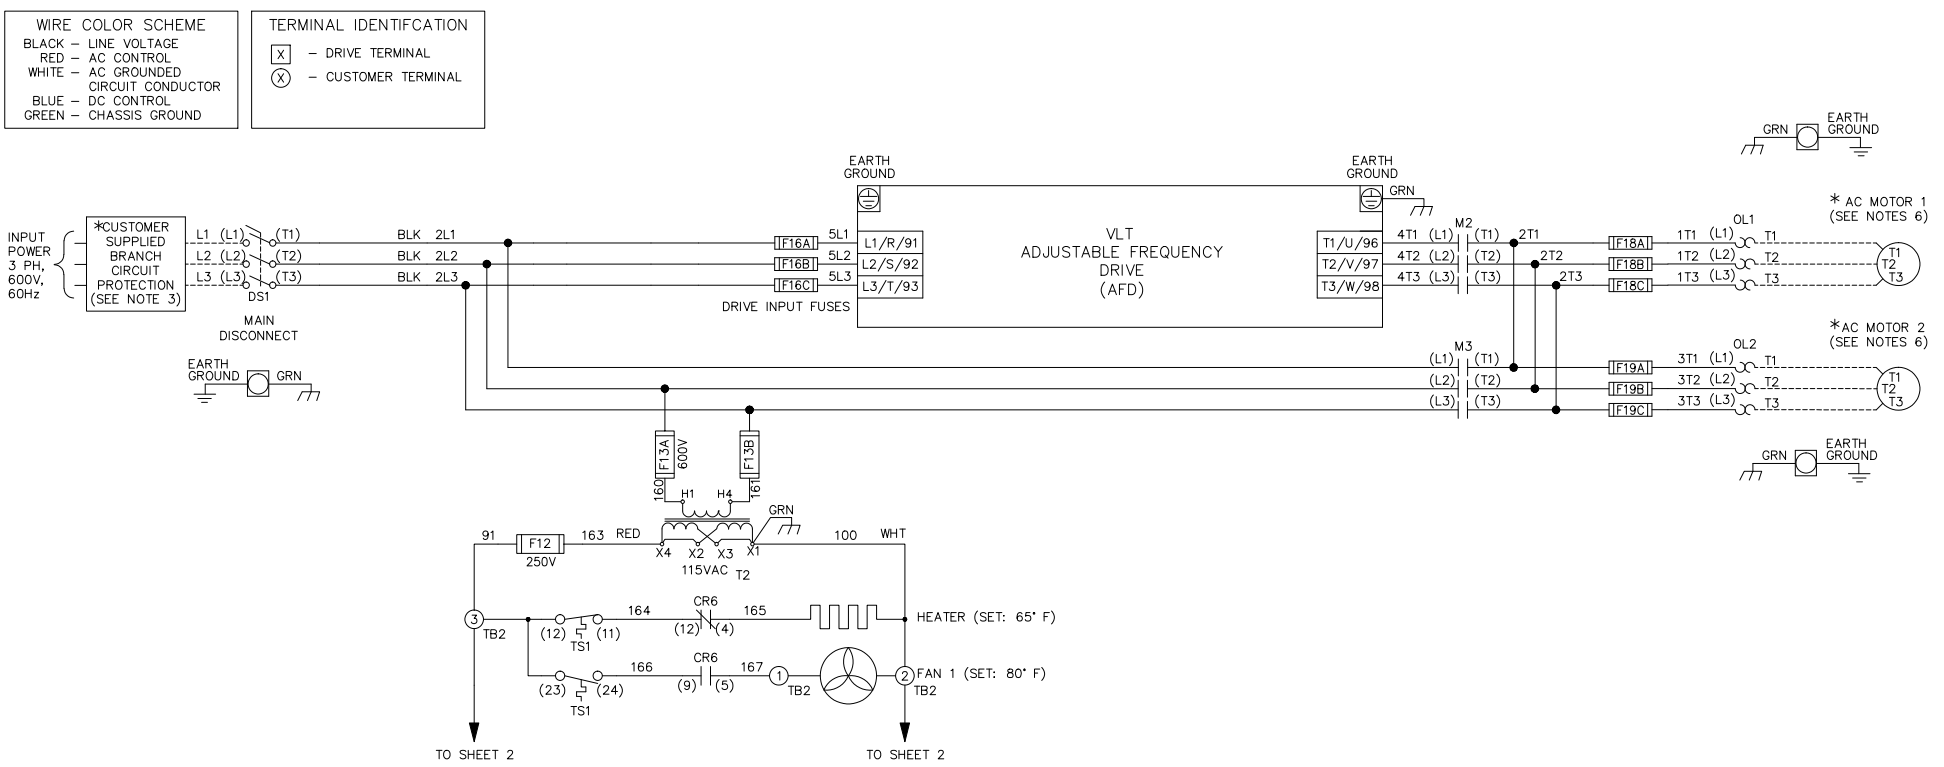 WIRE COLOR SCHEME
BLACK – LINE VOLTAGE
RED – AC CONTROL
WHITE – AC GROUNDED
CIRCUIT CONDUCTOR
BLUE – DC CONTROL
GREEN – CHASSIS GROUND
TERMINAL IDENTIFCATION
X – DRIVE TERMINAL
X – CUSTOMER TERMINAL
GRN
EARTH
GROUND
EARTH
GROUND
EARTH
GROUND
GRN
INPUT
POWER
3 PH,
600V,
60Hz
*CUSTOMER
SUPPLIED
BRANCH
CIRCUIT
PROTECTION
(SEE NOTE 3)
L1 (L1) (T1) BLK 2L1 F16A 5L1 L1/R/91
L2 (L2) (T2) BLK 2L2 F16B 5L2 L2/S/92
L3 (L3) (T3) BLK 2L3 F16C 5L3 L3/T/93
DS1
MAIN
DISCONNECT
DRIVE INPUT FUSES
VLT
ADJUSTABLE FREQUENCY
DRIVE
(AFD)
M2
T1/U/96 4T1 (L1) (T1) 2T1 F18A 1T1 (L1) T1
T2/V/97 4T2 (L2) (T2) 2T2 F18B 1T2 (L2) T2
T3/W/98 4T3 (L3) (T3) 2T3 F18C 1T3 (L3) T3
OL1
* AC MOTOR 1
(SEE NOTES 6)
T1
T2
T3
EARTH
GROUND GRN
M3
(L1) (T1) F19A 3T1 (L1) T1
(L2) (T2) F19B 3T2 (L2) T2
(L3) (T3) F19C 3T3 (L3) T3
OL2
*AC MOTOR 2
(SEE NOTES 6)
T1
T2
T3
GRN
EARTH
GROUND
F13A
600V
F13B
160
161
H1 H4
GRN
91 F12 163 RED
250V
X4 X2 X3 X1
100 WHT
115VAC T2
3
TB2
164 CR6 165
(12) (11) (12) (4)
TS1
HEATER (SET: 65° F)
166 CR6 167
(23) (24) (9) (5)
TS1
1
TB2
2
TB2
FAN 1 (SET: 80° F)
TO SHEET 2
TO SHEET 2